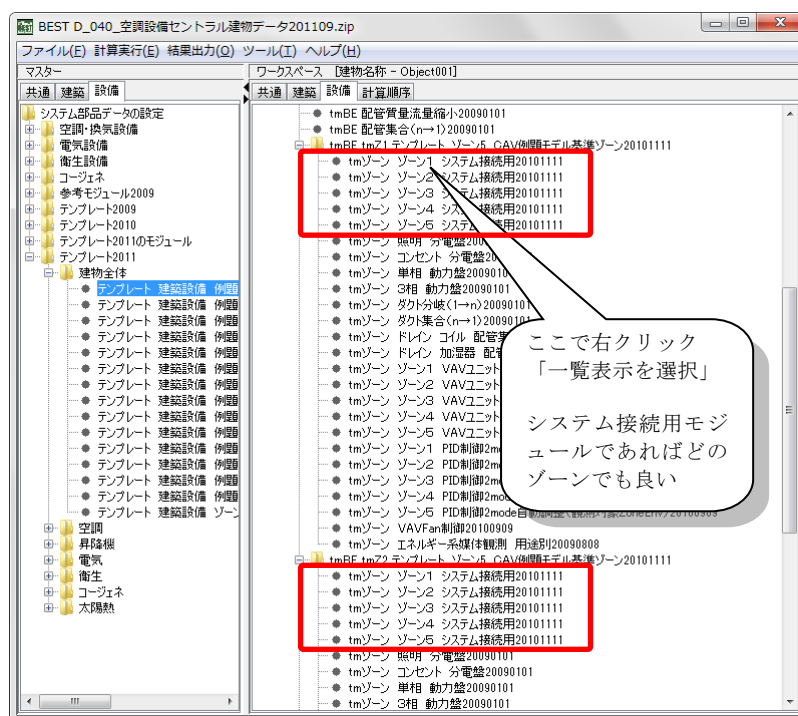 BEST D_040_空調設備セントラル建物データ201109.zip
ファイル(F) 計算実行(E) 結果出力(O) ツール(T) ヘルプ(H)
マスター
共通 建築 設備
システム部品データの設定
空調・換気設備
電気設備
衛生設備
コージェネ
参考モジュール2009
テンプレート2009
テンプレート2010
テンプレート2011のモジュール
テンプレート2011
建物全体
テンプレート 建築設備 例題
テンプレート 建築設備 例題
テンプレート 建築設備 例題
テンプレート 建築設備 例題
テンプレート 建築設備 例題
テンプレート 建築設備 例題
テンプレート 建築設備 例題
テンプレート 建築設備 例題
テンプレート 建築設備 例題
テンプレート 建築設備 例題
テンプレート 建築設備 例題
テンプレート 建築設備 例題
テンプレート 建築設備 例題
テンプレート 建築設備 ゾーン
空調
昇降機
電気
衛生
コージェネ
太陽熱
ワークスペース [建物名称 - Object001]
共通 建築 設備 計算順序
tmBE 配管質量流量縮小20090101
tmBE 配管集合(n→1)20090101
tmBE tmZ1 テンプレート ゾーン5 CAV例題モデル基準ゾーン20101111
tmゾーン ゾーン1 システム接続用20101111
tmゾーン ゾーン2 システム接続用20101111
tmゾーン ゾーン3 システム接続用20101111
tmゾーン ゾーン4 システム接続用20101111
tmゾーン ゾーン5 システム接続用20101111
tmゾーン 照明 分電盤200
tmゾーン コンセント 分電盤2
tmゾーン 単相 動力盤2009010
tmゾーン 3相 動力盤20090101
tmゾーン ダクト分岐(1→n)20090101
tmゾーン ダクト集合(n→1)20090101
tmゾーン ドレイン コイル 配管集
tmゾーン ドレイン 加湿器 配管
tmゾーン ゾーン1 VAVユニット
tmゾーン ゾーン2 VAVユニット
tmゾーン ゾーン3 VAVユニット
tmゾーン ゾーン4 VAVユニット
tmゾーン ゾーン5 VAVユニット
tmゾーン ゾーン1 PID制御2mo
tmゾーン ゾーン2 PID制御2mo
tmゾーン ゾーン3 PID制御2mo
tmゾーン ゾーン4 PID制御2mod
tmゾーン ゾーン5 PID制御2mode自動調整(観測対象ZoneEnv)20100909
tmゾーン VAVFan制御20100909
tmゾーン エネルギー系媒体観測 用途別20090808
tmBE tmZ2 テンプレート ゾーン5 CAV例題モデル基準ゾーン20101111
tmゾーン ゾーン1 システム接続用20101111
tmゾーン ゾーン2 システム接続用20101111
tmゾーン ゾーン3 システム接続用20101111
tmゾーン ゾーン4 システム接続用20101111
tmゾーン ゾーン5 システム接続用20101111
tmゾーン 照明 分電盤20090101
tmゾーン コンセント 分電盤20090101
tmゾーン 単相 動力盤20090101
tmゾーン 3相 動力盤20090101
ここで右クリック
「一覧表示を選択」
システム接続用モジ
ュールであればどの
ゾーンでも良い